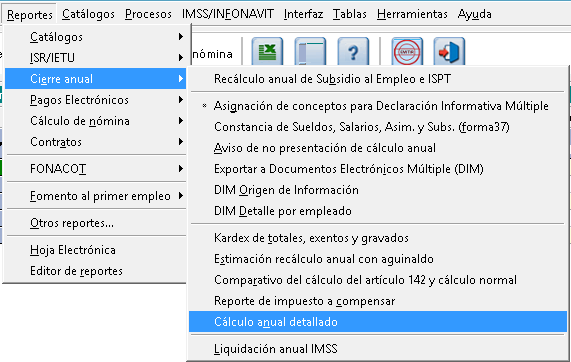 Reportes Catálogos Procesos IMSS/INFONAVIT Interfaz Tablas Herramientas Ayuda
Catálogos
ISR/IETU
Cierre anual
Pagos Electrónicos
Cálculo de nómina
Contratos
FONACOT
Fomento al primer empleo
Otros reportes...
Hoja Electrónica
Editor de reportes
nómina
Recálculo anual de Subsidio al Empleo e ISPT
* Asignación de conceptos para Declaración Informativa Múltiple
Constancia de Sueldos, Salarios, Asim. y Subs. (forma37)
Aviso de no presentación de cálculo anual
Exportar a Documentos Electrónicos Múltiple (DIM)
DIM Origen de Información
DIM Detalle por empleado
Kardex de totales, exentos y gravados
Estimación recálculo anual con aguinaldo
Comparativo del cálculo del artículo 142 y cálculo normal
Reporte de impuesto a compensar
Cálculo anual detallado
Liquidación anual IMSS